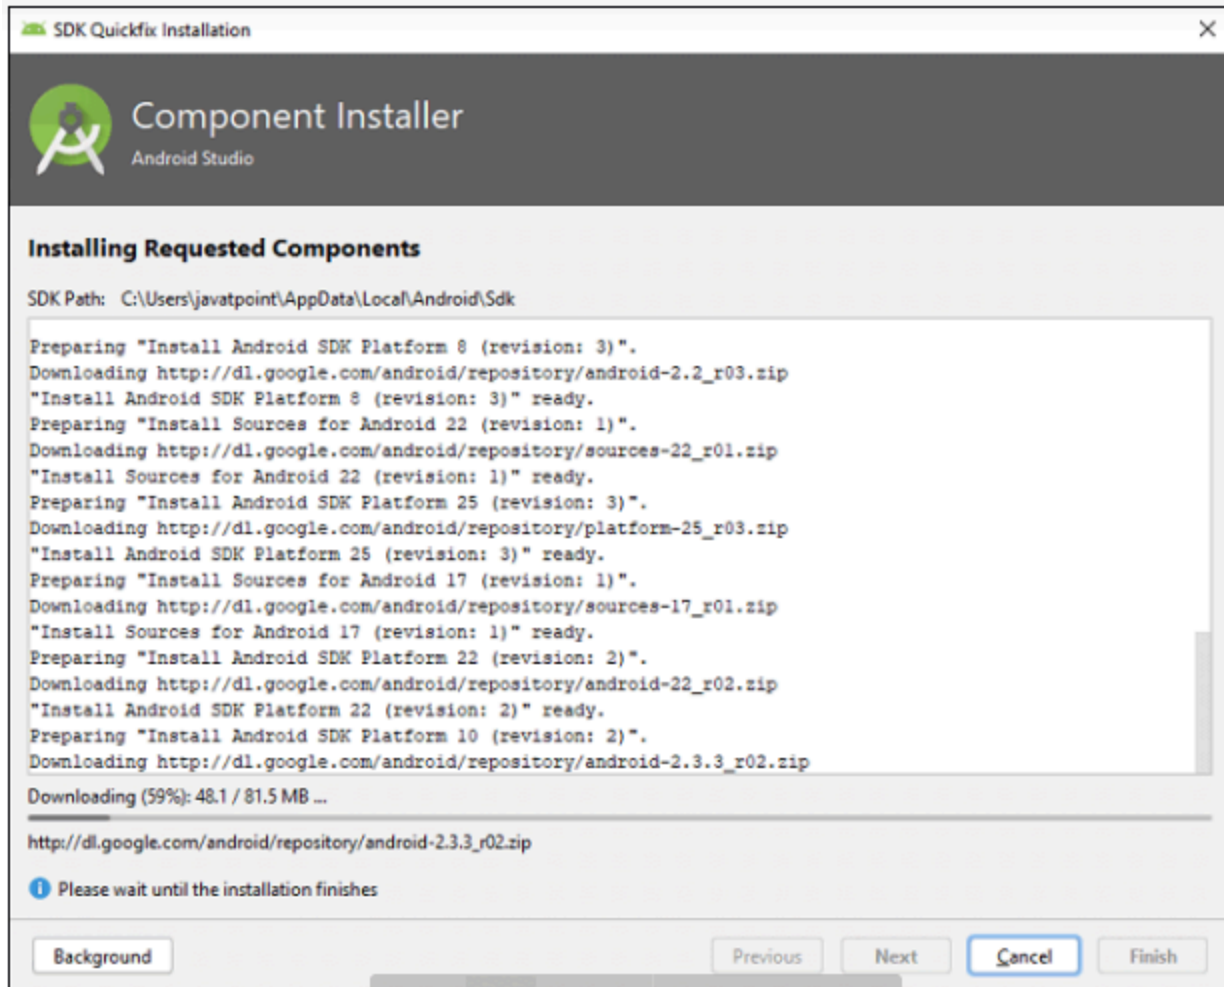 SDK Quickfix Installation
Component Installer
Android Studio
Installing Requested Components
SDK Path: C:\Users\javatpoint\AppData\Local\Android\Sdk
Preparing "Install Android SDK Platform 8 (revision: 3)".
Downloading http://dl.google.com/android/repository/android-2.2_r03.zip
"Install Android SDK Platform 8 (revision: 3)" ready.
Preparing "Install Sources for Android 22 (revision: 1)".
Downloading http://dl.google.com/android/repository/sources-22_r01.zip
"Install Sources for Android 22 (revision: 1)" ready.
Preparing "Install Android SDK Platform 25 (revision: 3)".
Downloading http://dl.google.com/android/repository/platform-25_r03.zip
"Install Android SDK Platform 25 (revision: 3)" ready.
Preparing "Install Sources for Android 17 (revision: 1)".
Downloading http://dl.google.com/android/repository/sources-17_r01.zip
"Install Sources for Android 17 (revision: 1)" ready.
Preparing "Install Android SDK Platform 22 (revision: 2)".
Downloading http://dl.google.com/android/repository/android-22_r02.zip
"Install Android SDK Platform 22 (revision: 2)" ready.
Preparing "Install Android SDK Platform 10 (revision: 2)".
Downloading http://dl.google.com/android/repository/android-2.3.3_r02.zip
Downloading (59%): 48.1 / 81.5 MB ...
http://dl.google.com/android/repository/android-2.3.3_r02.zip
Please wait until the installation finishes
Background Previous Next Cancel Finish